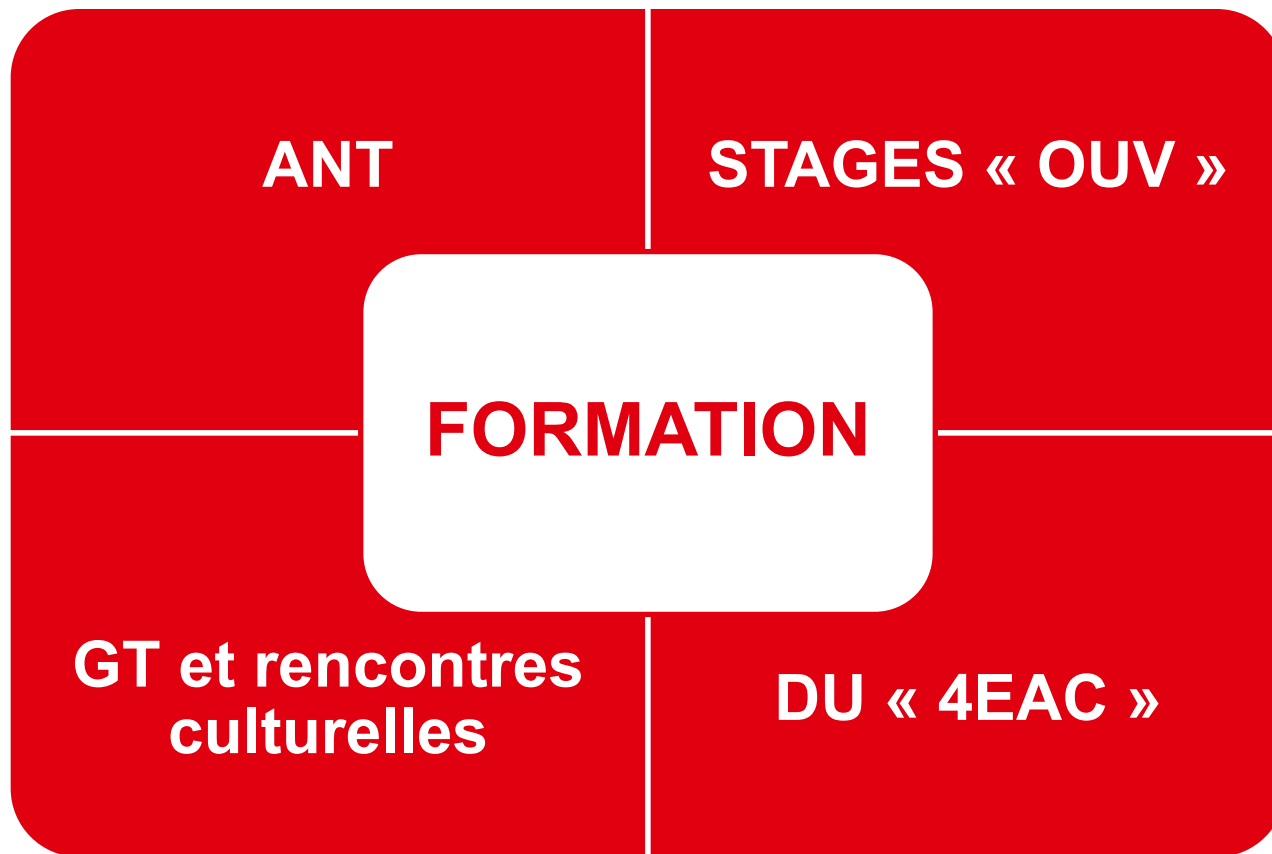 ANT
STAGES « OUV »
FORMATION
GT et rencontres
culturelles
DU « 4EAC »